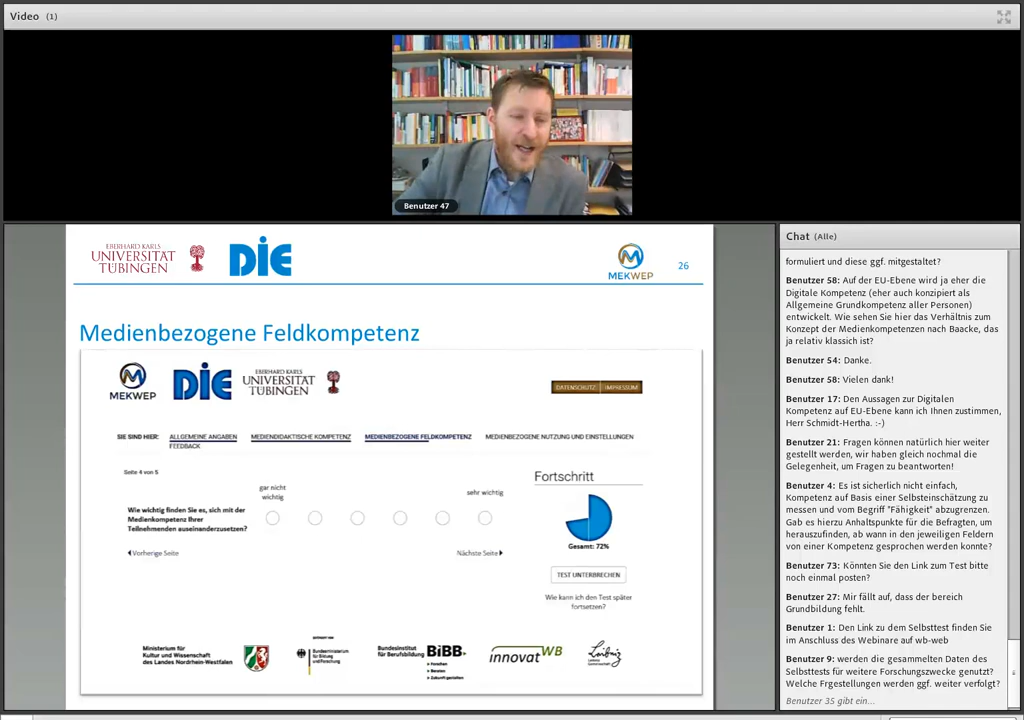 Video (1)
Benutzer 47
EBERHARD KARLS
UNIVERSITÄT
TÜBINGEN
DIE
MEKWEP
26
Medienbezogene Feldkompetenz
MEKWEP
DIE
EBERHARD KARLS
UNIVERSITÄT
TÜBINGEN
DATENSCHUTZ IMPRESSUM
SIE SIND HIER: ALLGEMEINE ANGABEN MEDIENDIDAKTISCHE KOMPETENZ MEDIENBEZOGENE FELDKOMPETENZ MEDIENBEZOGENE NUTZUNG UND EINSTELLUNGEN
FEEDBACK
Seite 4 von 5
gar nicht
wichtig
sehr wichtig
Wie wichtig finden Sie es, sich mit der
Medienkompetenz Ihrer
Teilnehmenden auseinanderzusetzen?
Vorherige Seite
Nächste Seite
Fortschritt
Gesamt: 72%
TEST UNTERBRECHEN
Wie kann ich den Test später
fortsetzen?
Ministerium für
Kultur und Wissenschaft
des Landes Nordrhein-Westfalen
Bundesministerium
für Bildung
und Forschung
Bundesinstitut
für Berufsbildung
BiBB
Forschen
Beraten
Zukunft gestalten
innovatWB
Leibniz
Chat (Alle)
formuliert und diese ggf. mitgestaltet?
Benutzer 58: Auf der EU-Ebene wird ja eher die
Digitale Kompetenz (eher auch konzipiert als
Allgemeine Grundkompetenz aller Personen)
entwickelt. Wie sehen Sie hier das Verhältnis zum
Konzept der Medienkompetenzen nach Baacke, das
ja relativ klassich ist?
Benutzer 54: Danke.
Benutzer 58: Vielen dank!
Benutzer 17: Den Aussagen zur Digitalen
Kompetenz auf EU-Ebene kann ich Ihnen zustimmen,
Herr Schmidt-Hertha. :-)
Benutzer 21: Fragen können natürlich hier weiter
gestellt werden, wir haben gleich nochmal die
Gelegenheit, um Fragen zu beantworten!
Benutzer 4: Es ist sicherlich nicht einfach,
Kompetenz auf Basis einer Selbsteinschätzung zu
messen und vom Begriff "Fähigkeit" abzugrenzen.
Gab es hierzu Anhaltspunkte für die Befragten, um
herauszufinden, ab wann in den jeweiligen Feldern
von einer Kompetenz gesprochen werden konnte?
Benutzer 73: Könnten Sie den Link zum Test bitte
noch einmal posten?
Benutzer 27: Mir fällt auf, dass der bereich
Grundbildung fehlt.
Benutzer 1: Den Link zu dem Selbsttest finden Sie
im Anschluss des Webinare auf wb-web
Benutzer 9: werden die gesammelten Daten des
Selbsttests für weitere Forschungszwecke genutzt?
Welche Frgestellungen werden ggf. weiter verfolgt?
Benutzer 35 gibt ein...